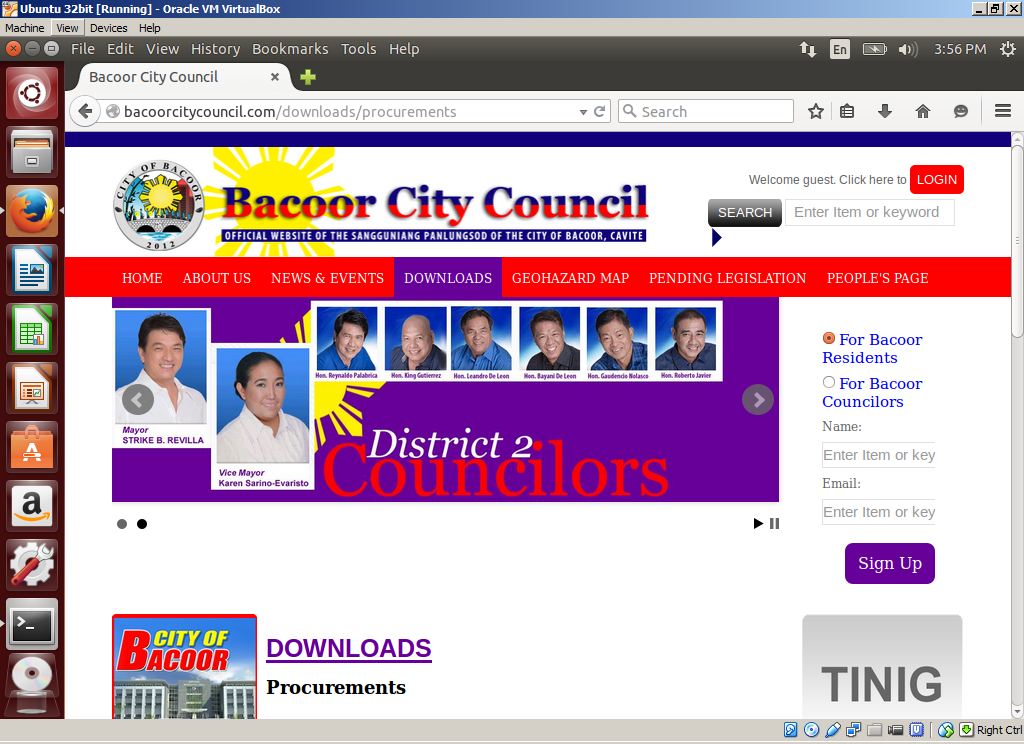 Ubuntu 32bit [Running] - Oracle VM VirtualBox
Machine View Devices Help
File Edit View History Bookmarks Tools Help
En 3:56 PM
Bacoor City Council
bacoorcitycouncil.com/downloads/procurements
Search
CITY OF BACOOR
2012
Bacoor City Council
OFFICIAL WEBSITE OF THE SANGGUNIANG PANLUNGSOD OF THE CITY OF BACOOR, CAVITE
Welcome guest. Click here to LOGIN
SEARCH Enter Item or keyword
HOME ABOUT US NEWS & EVENTS DOWNLOADS GEOHAZARD MAP PENDING LEGISLATION PEOPLE'S PAGE
Hon. Reynaldo Palabrica Hon. King Gutierrez Hon. Leandro De Leon Hon. Bayani De Leon Hon. Gaudencio Nolasco Hon. Roberto Javier
Mayor
STRIKE B. REVILLA
Vice Mayor
Karen Sarino-Evaristo
District 2
Councilors
For Bacoor
Residents
For Bacoor
Councilors
Name:
Enter Item or key
Email:
Enter Item or key
Sign Up
CITY OF
BACOOR
DOWNLOADS
Procurements
TINIG
Right Ctrl